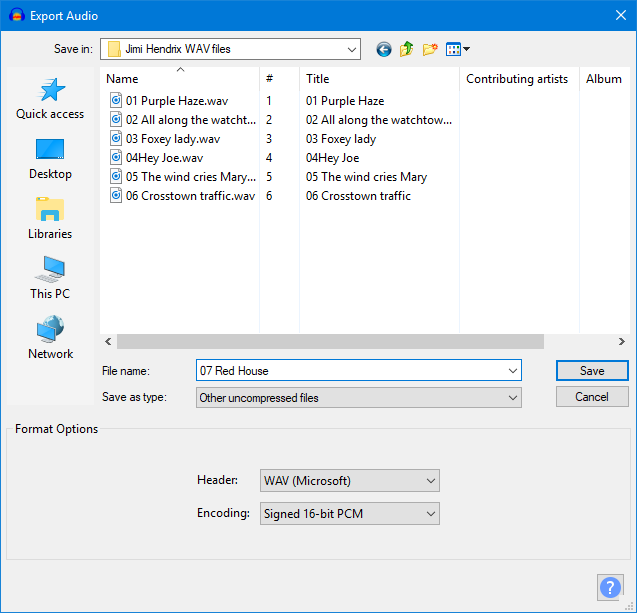 Export Audio
Save in: Jimi Hendrix WAV files
Quick access
Desktop
Libraries
This PC
Network
Name # Title Contributing artists Album
01 Purple Haze.wav 1 01 Purple Haze
02 All along the watcht... 2 02 All along the watchtow...
03 Foxey lady.wav 3 03 Foxey lady
04Hey Joe.wav 4 04Hey Joe
05 The wind cries Mary... 5 05 The wind cries Mary
06 Crosstown traffic.wav 6 06 Crosstown traffic
File name: 07 Red House Save
Save as type: Other uncompressed files Cancel
Format Options
Header: WAV (Microsoft)
Encoding: Signed 16-bit PCM
?